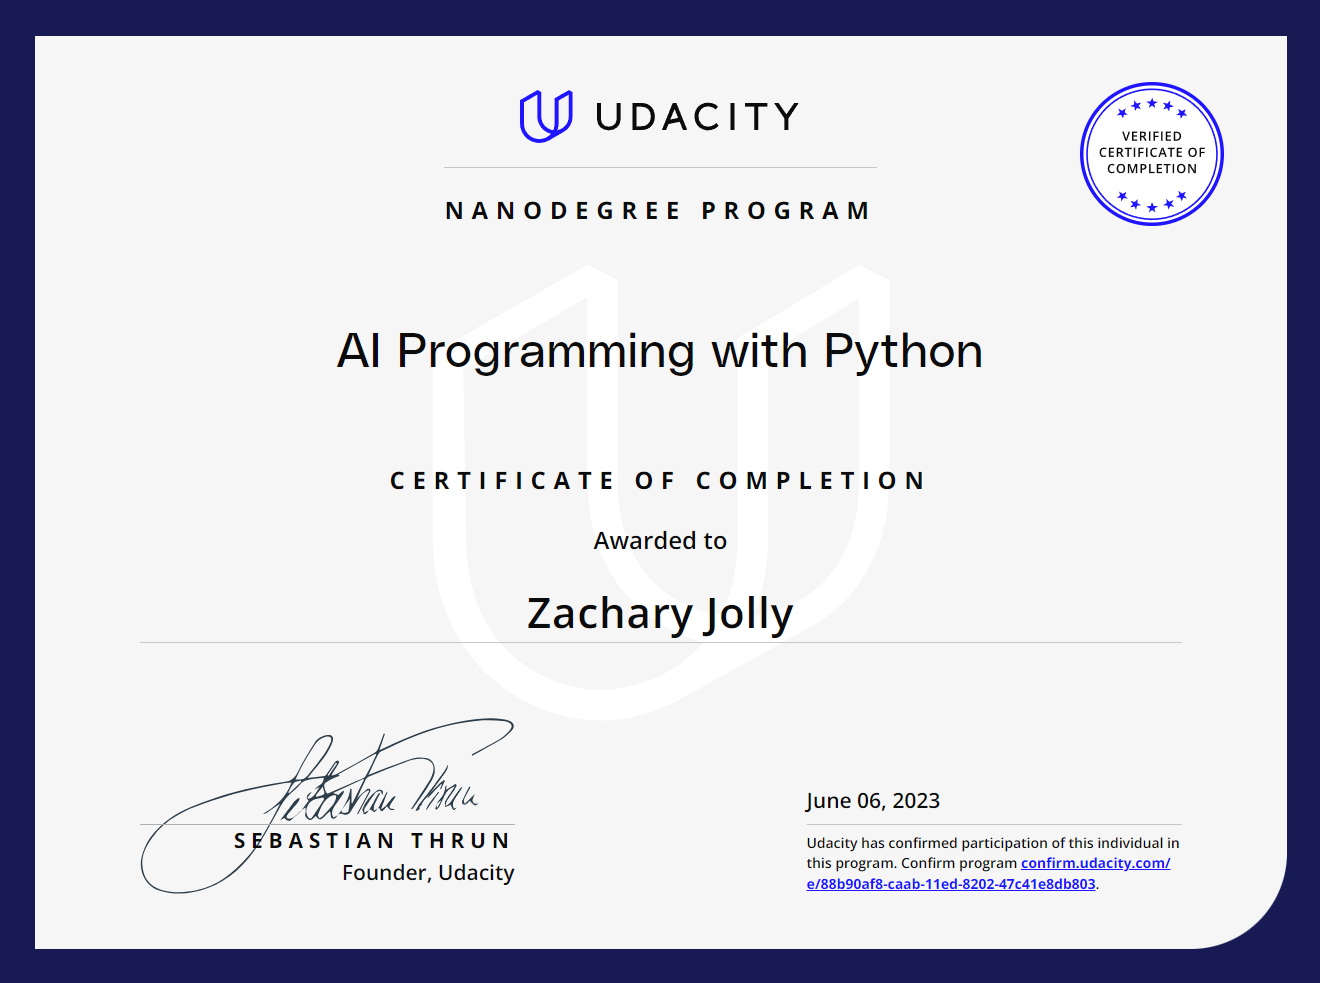 UDACITY
VERIFIED
CERTIFICATE OF
COMPLETION
NANODEGREE PROGRAM
AI Programming with Python
CERTIFICATE OF COMPLETION
Awarded to
Zachary Jolly
Sebastian Thrun
SEBASTIAN THRUN
Founder, Udacity
June 06, 2023
Udacity has confirmed participation of this individual in
this program. Confirm program confirm.udacity.com/
e/88b90af8-caab-11ed-8202-47c41e8db803.